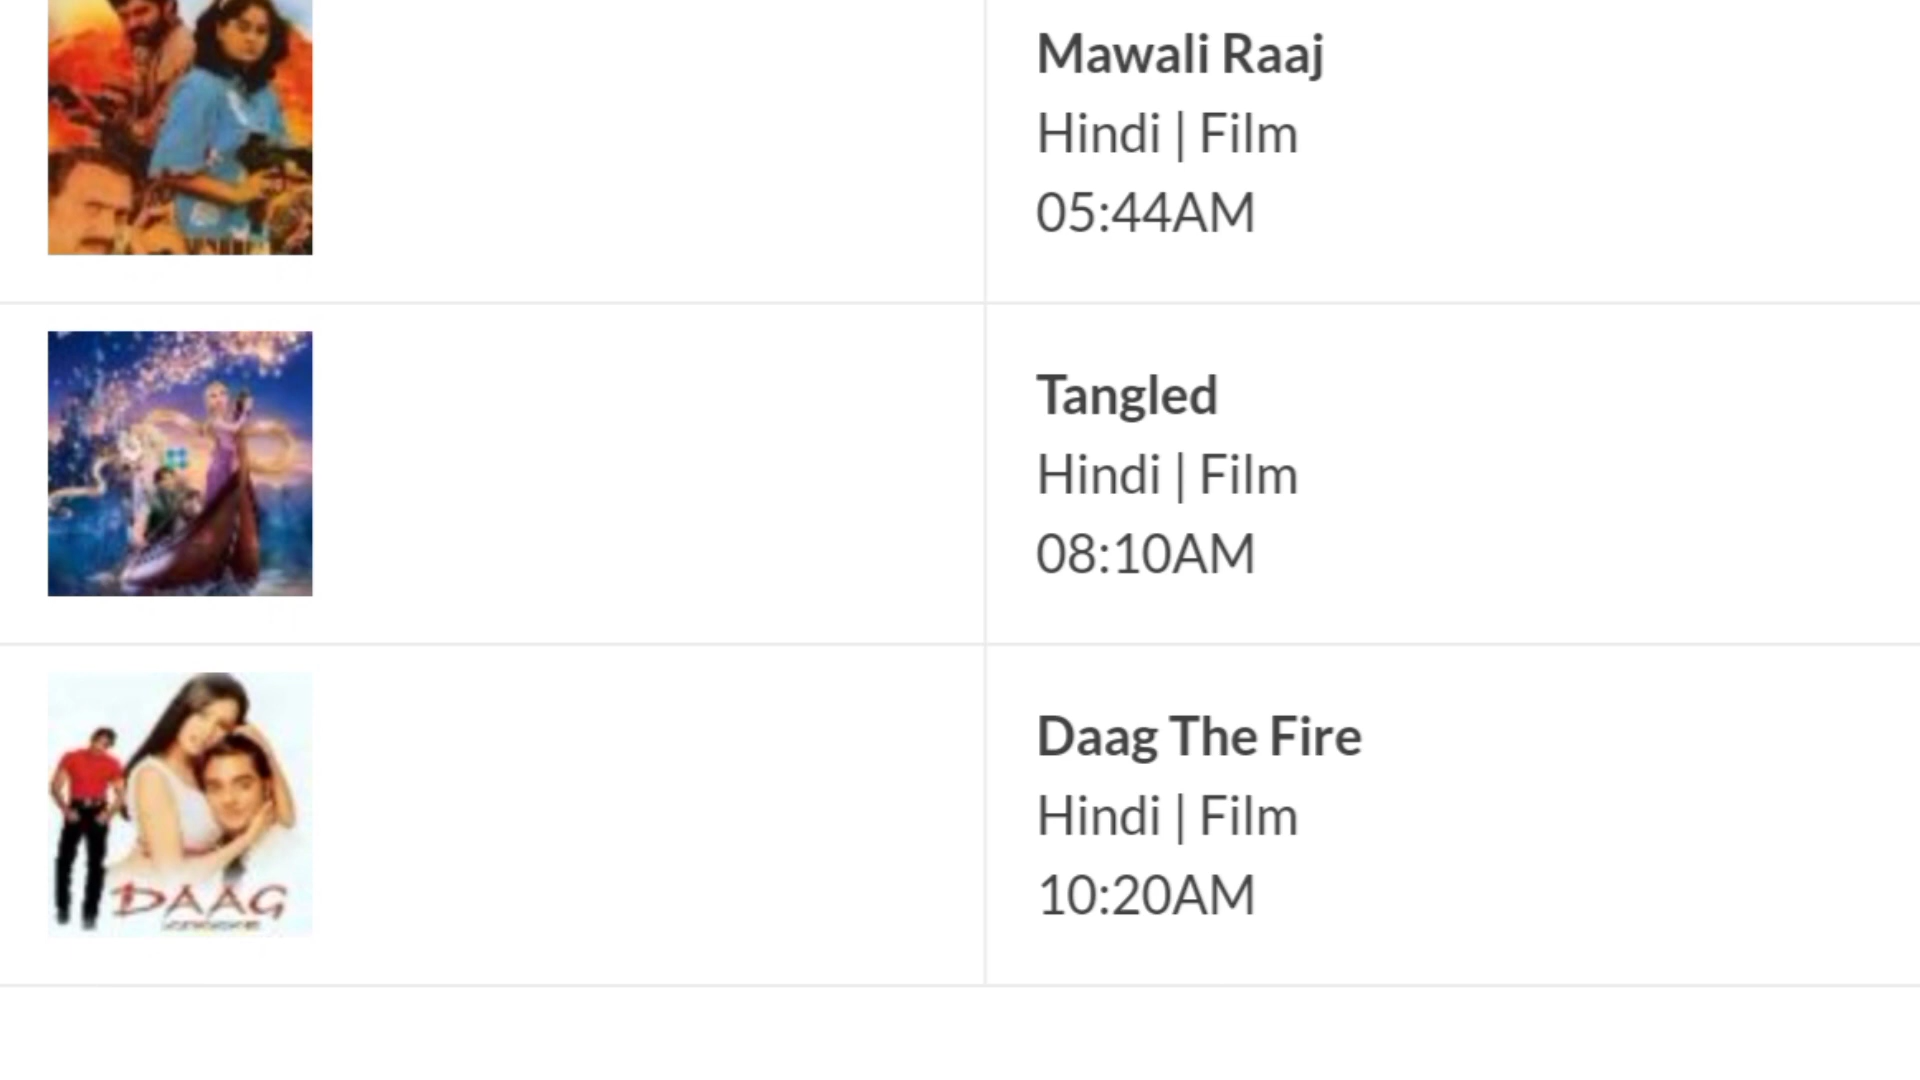 Mawali Raaj
Hindi | Film
05:44AM
Tangled
Hindi | Film
08:10AM
DAAG
Daag The Fire
Hindi | Film
10:20AM